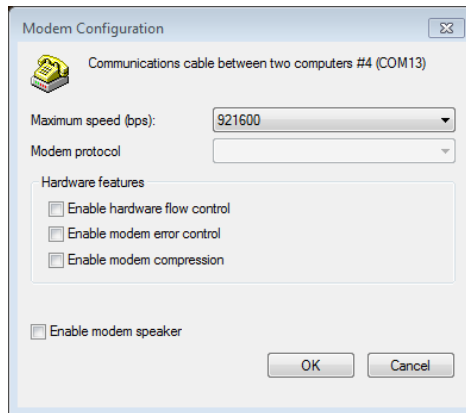 Modem Configuration
Communications cable between two computers #4 (COM13)
Maximum speed (bps): 921600
Modem protocol
Hardware features
Enable hardware flow control
Enable modem error control
Enable modem compression
Enable modem speaker
OK Cancel